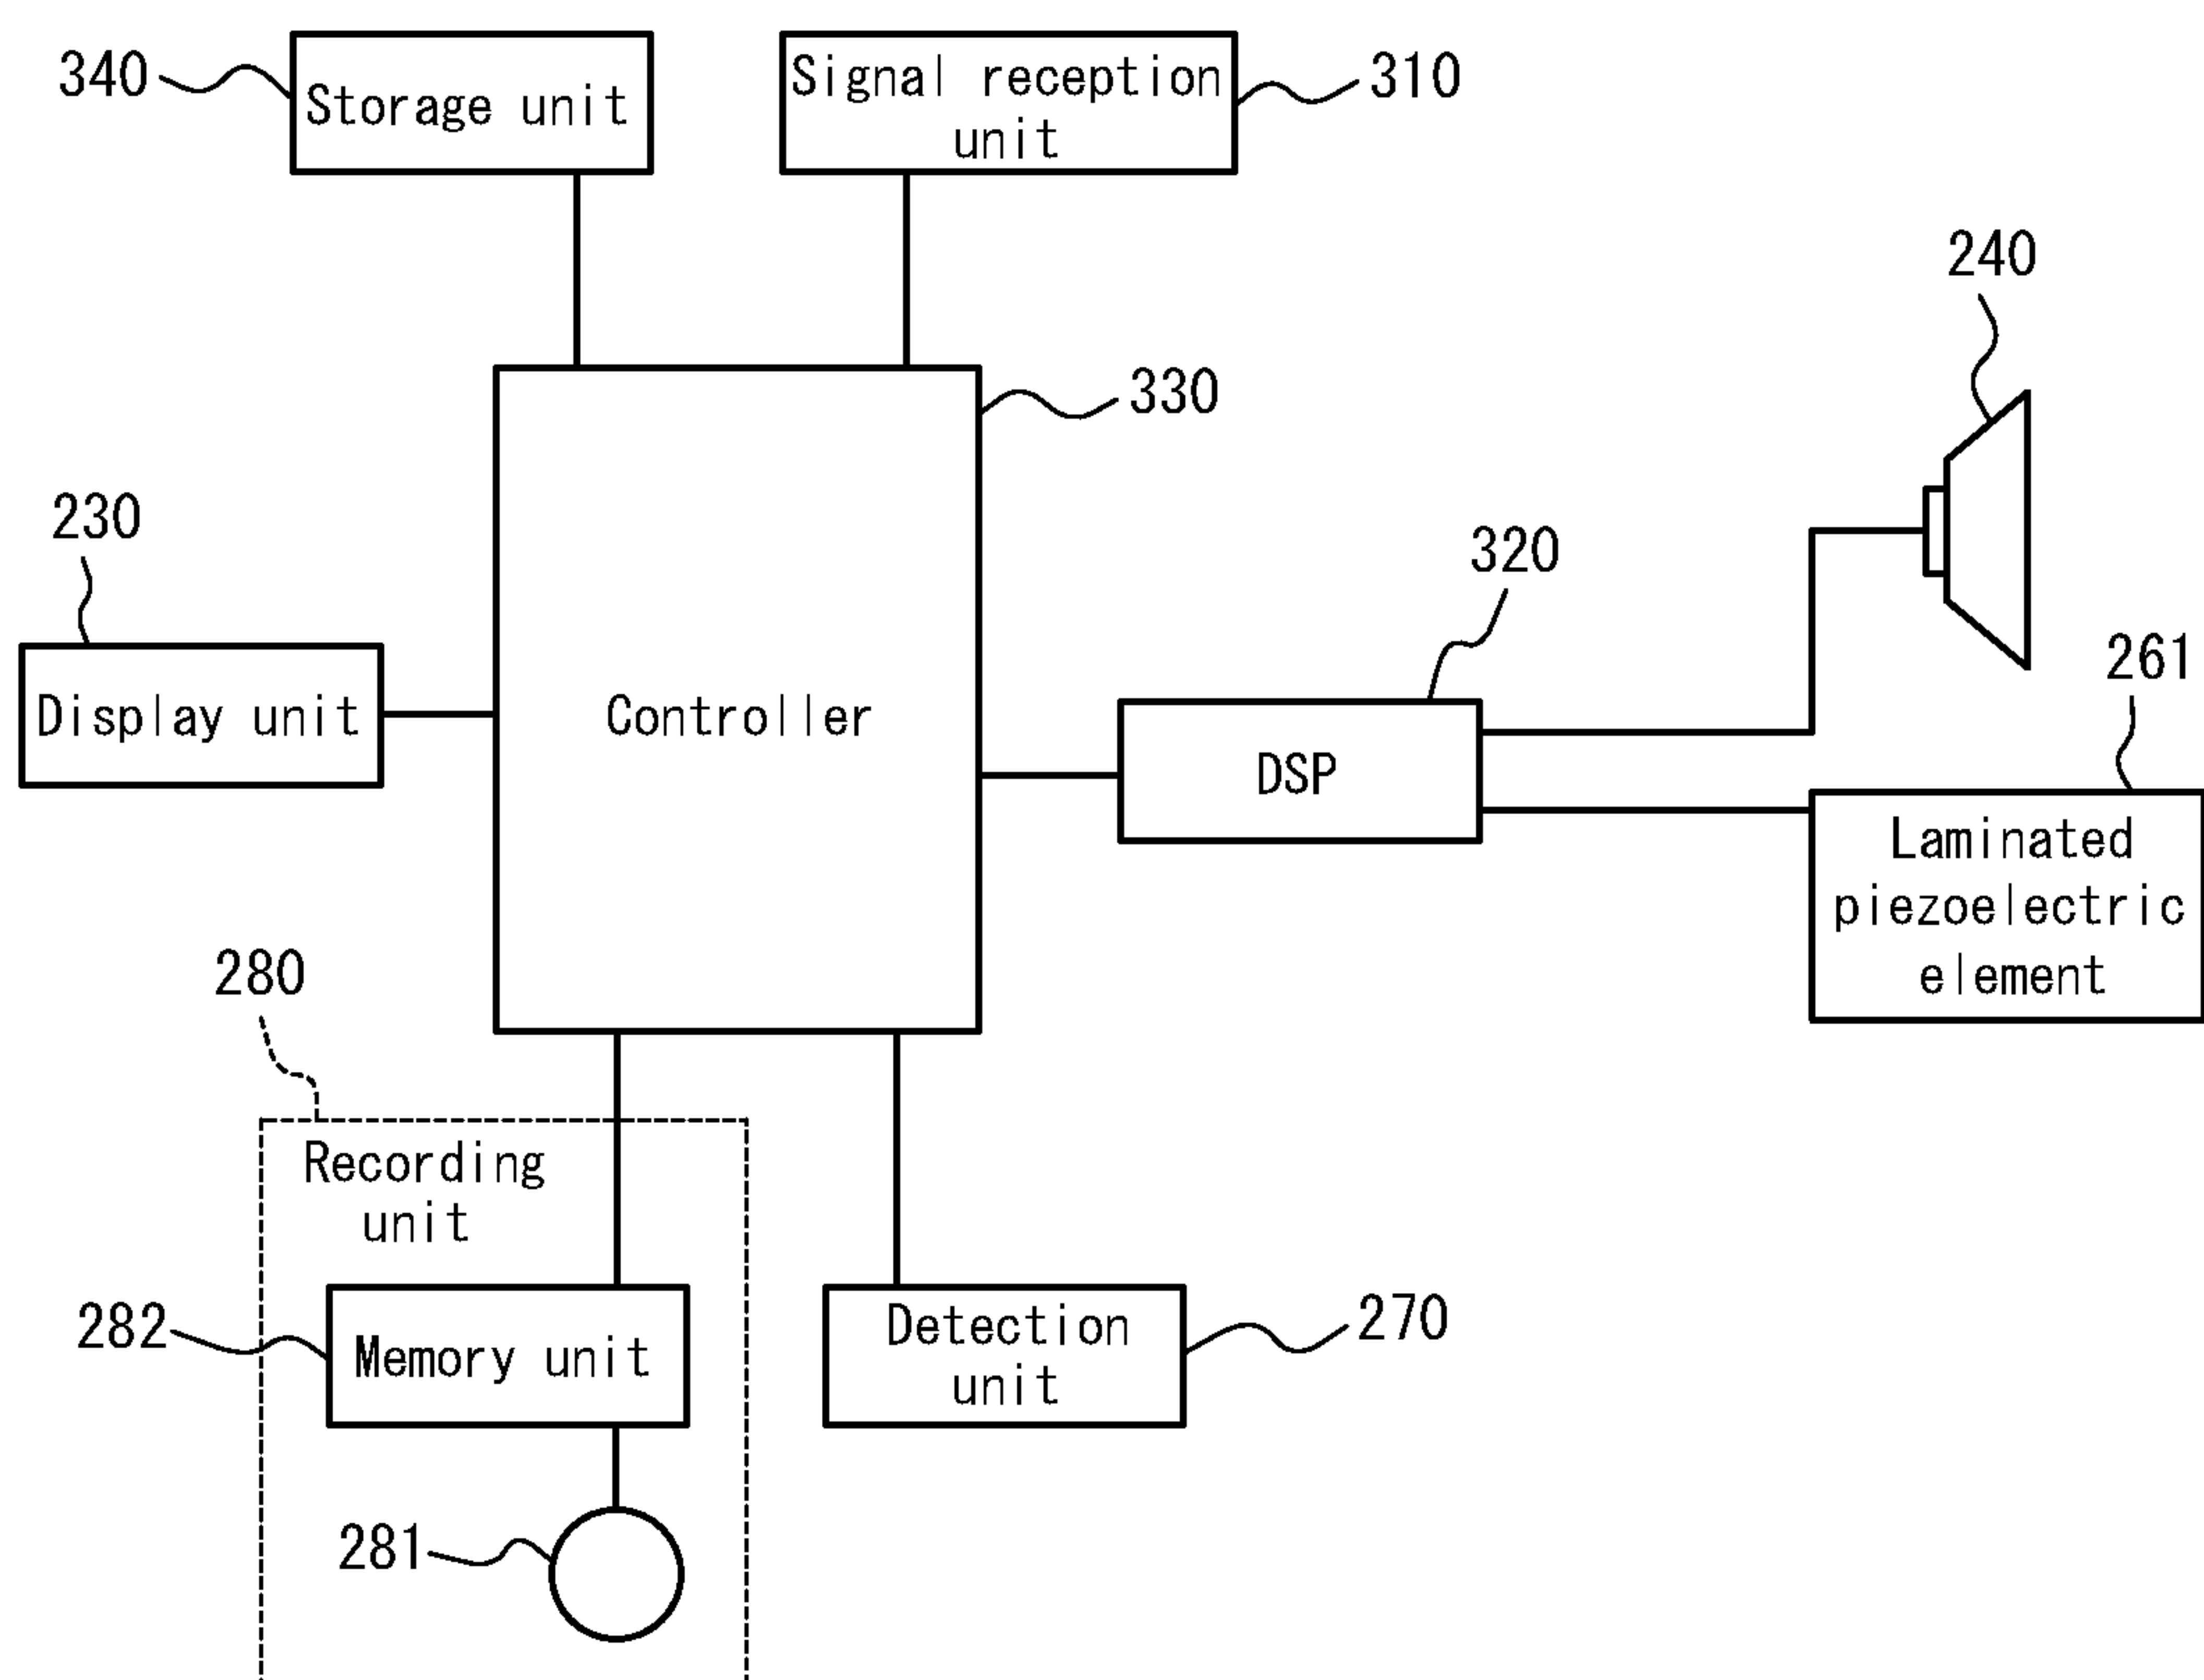 340
Storage unit
Signal reception
unit
310
240
330
230
320
261
Display unit
Controller
DSP
Laminated
piezoelectric
element
280
Recording
unit
282
Memory unit
Detection
unit
270
281